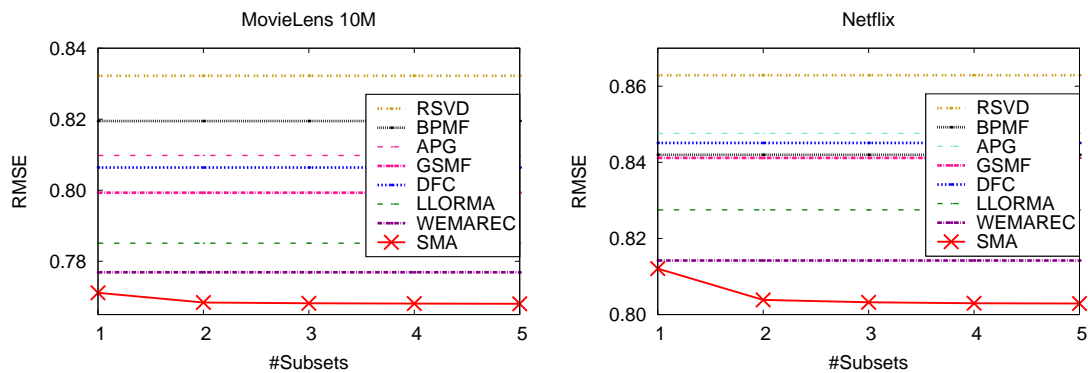 MovieLens 10M
RMSE
0.84
0.82
0.80
0.78
1 2 3 4 5
#Subsets
RSVD
BPMF
APG
GSMF
DFC
LLORMA
WEMAREC
SMA
Netflix
RMSE
0.86
0.84
0.82
0.80
1 2 3 4 5
#Subsets
RSVD
BPMF
APG
GSMF
DFC
LLORMA
WEMAREC
SMA